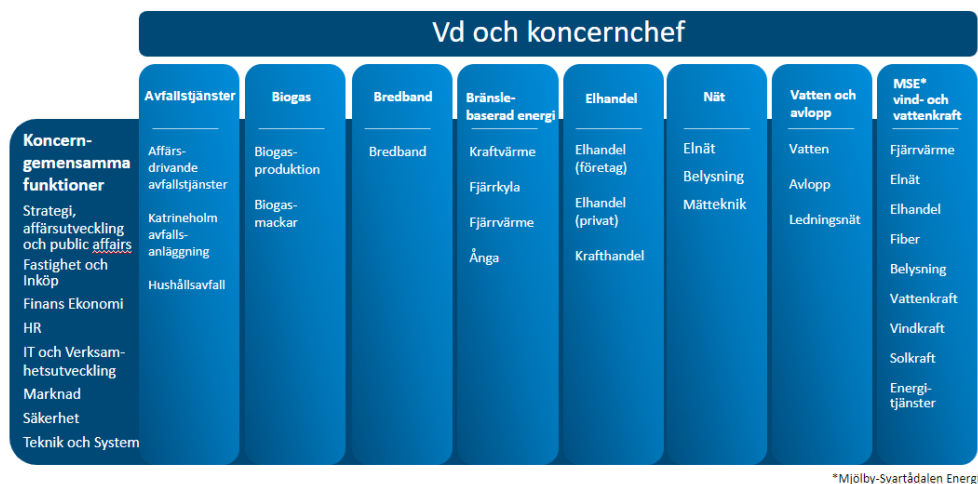 Vd och koncernchef
Koncern-
gemensamma
funktioner
Strategi,
affärsutveckling
och public affairs
Fastighet och
Inköp
Finans Ekonomi
HR
IT och Verksam-
hetsutveckling
Marknad
Säkerhet
Teknik och System
Avfallstjänster
Affärs-
drivande
avfallstjänster
Katrineholm
avfalls-
anläggning
Hushållsavfall
Biogas
Biogas-
produktion
Biogas-
mackar
Bredband
Bredband
Bränsle-
baserad energi
Kraftvärme
Fjärrkyla
Fjärrvärme
Ånga
Elhandel
Elhandel
(företag)
Elhandel
(privat)
Krafthandel
Nät
Elnät
Belysning
Mätteknik
Vatten och
avlopp
Vatten
Avlopp
Ledningsnät
MSE*
vind- och
vattenkraft
Fjärrvärme
Elnät
Elhandel
Fiber
Belysning
Vattenkraft
Vindkraft
Solkraft
Energi-
tjänster
*Mjölby-Svartådalen Energi